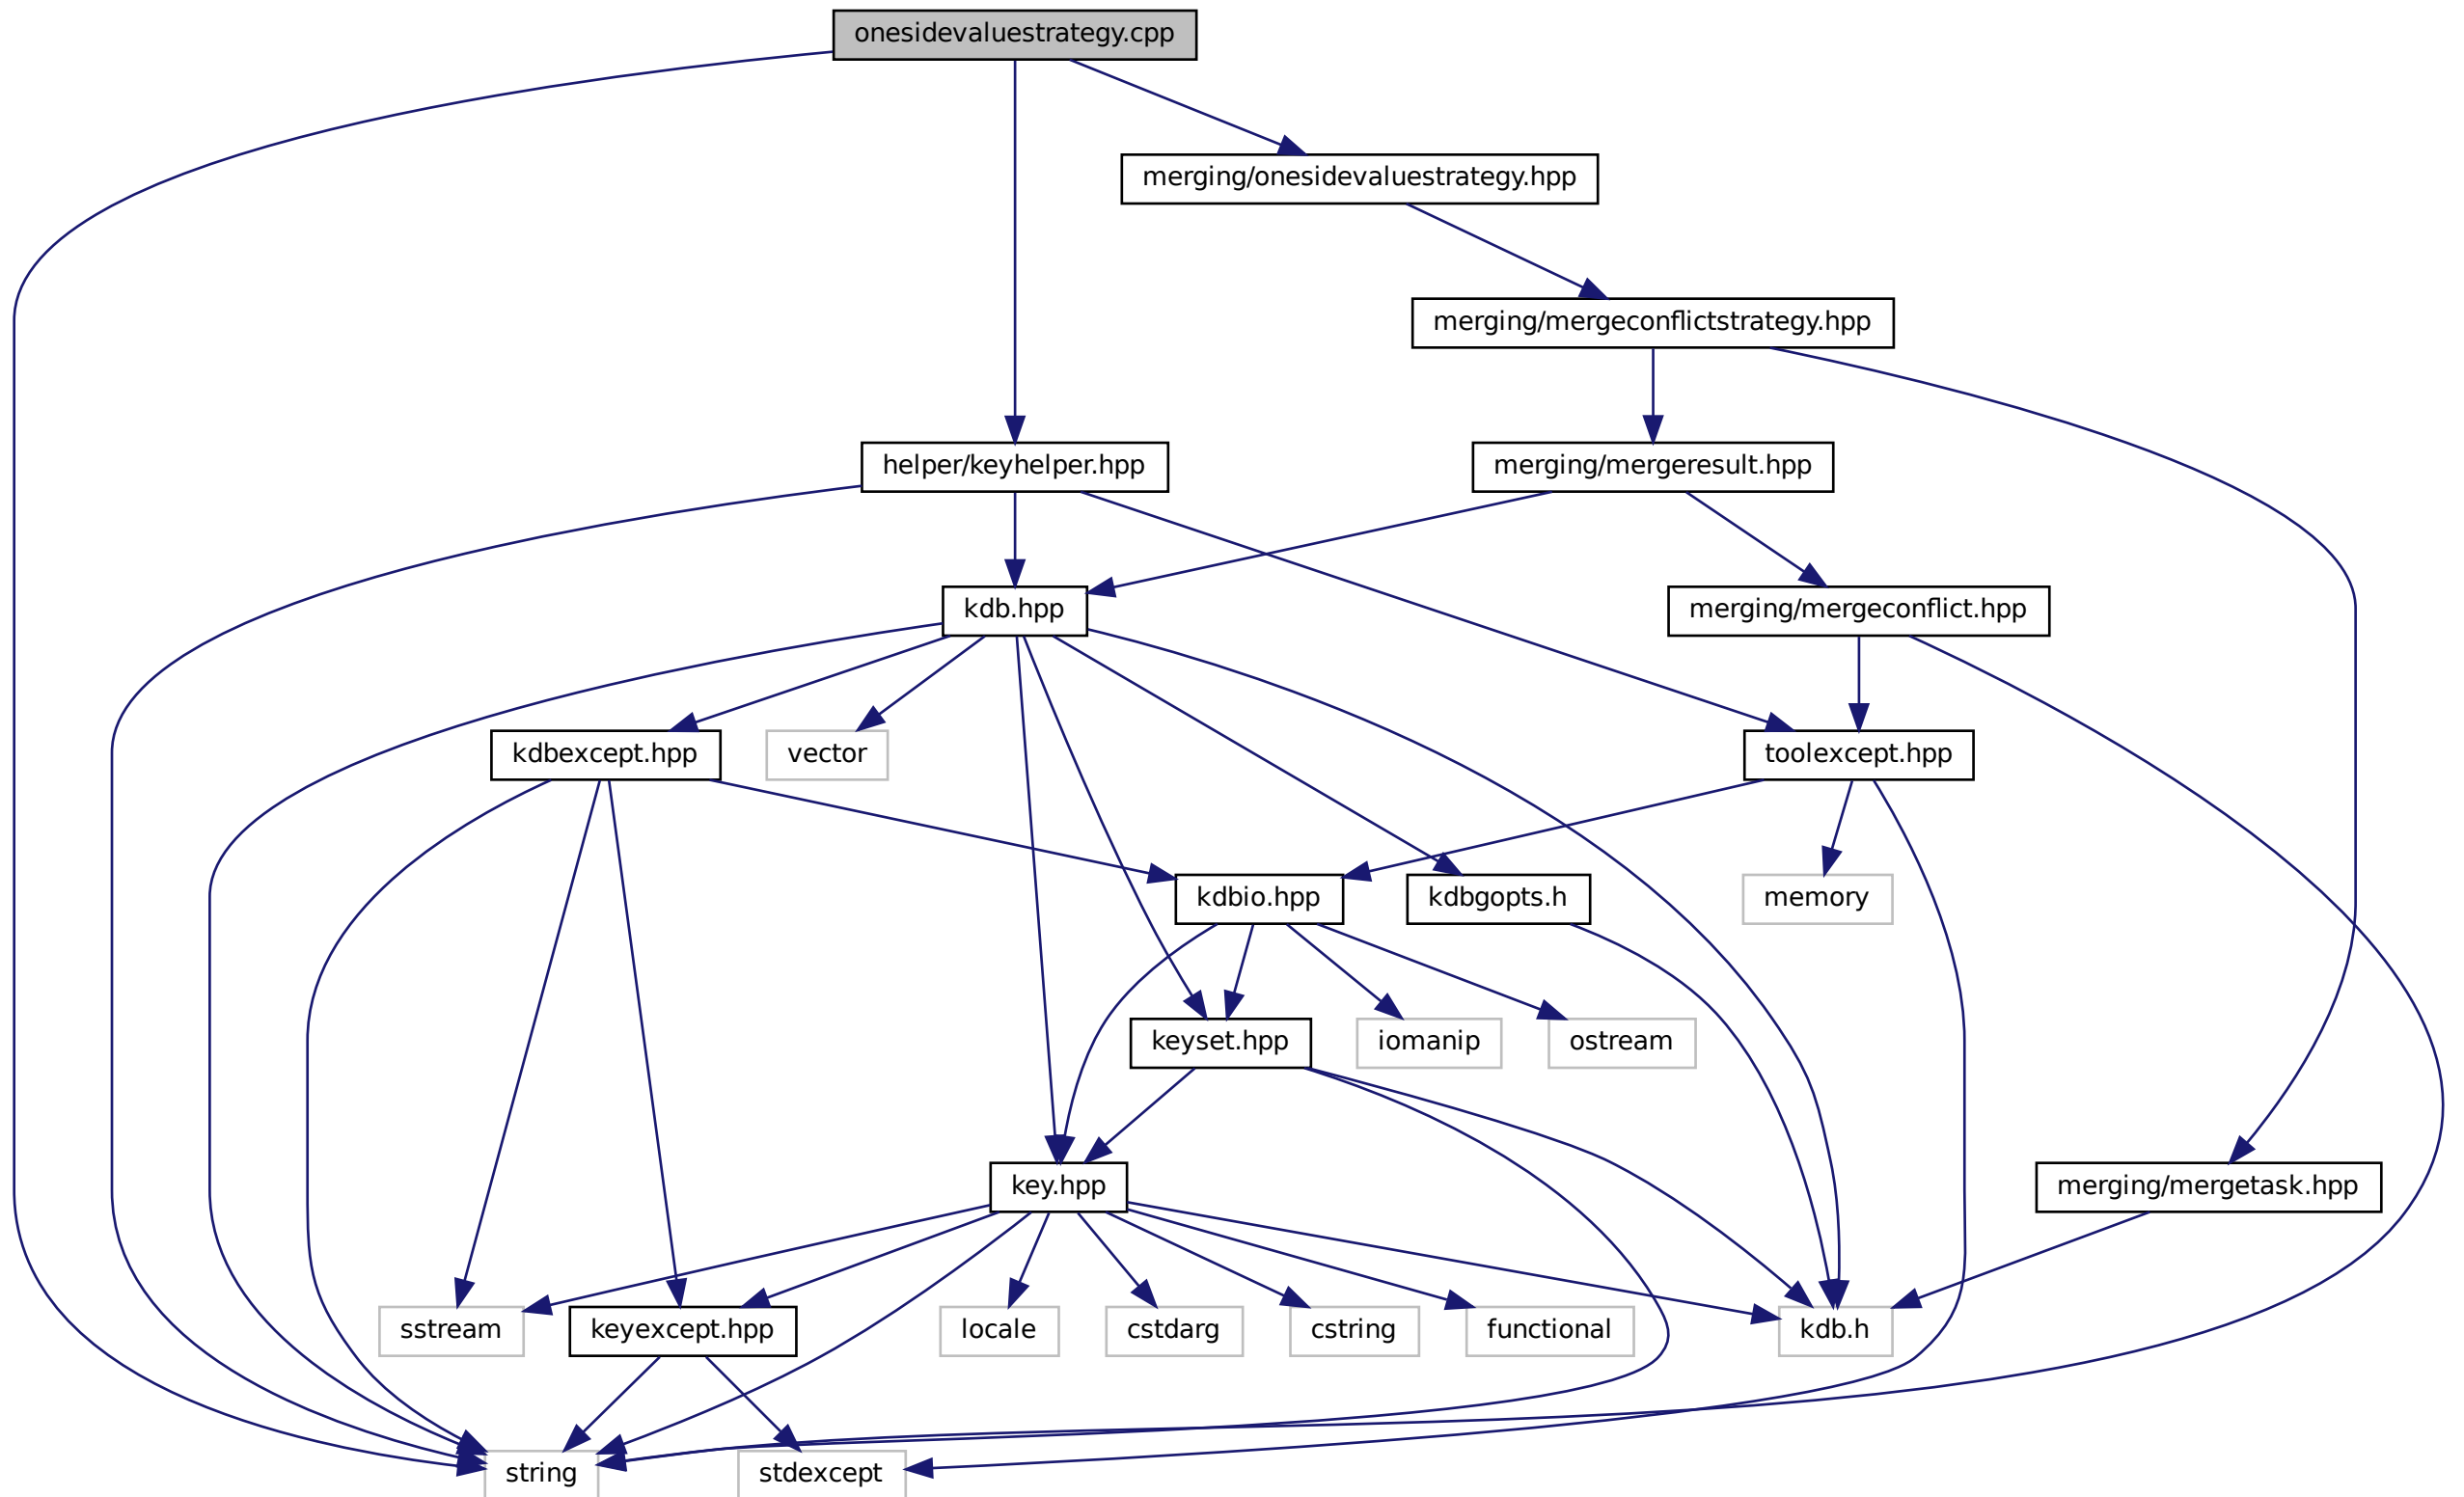 onesidevaluestrategy.cpp
merging/onesidevaluestrategy.hpp
merging/mergeconflictstrategy.hpp
helper/keyhelper.hpp
merging/mergeresult.hpp
kdb.hpp
merging/mergeconflict.hpp
kdbexcept.hpp
vector
toolexcept.hpp
kdbio.hpp
kdbgopts.h
memory
keyset.hpp
iomanip
ostream
key.hpp
merging/mergetask.hpp
sstream
keyexcept.hpp
locale
cstdarg
cstring
functional
kdb.h
string
stdexcept